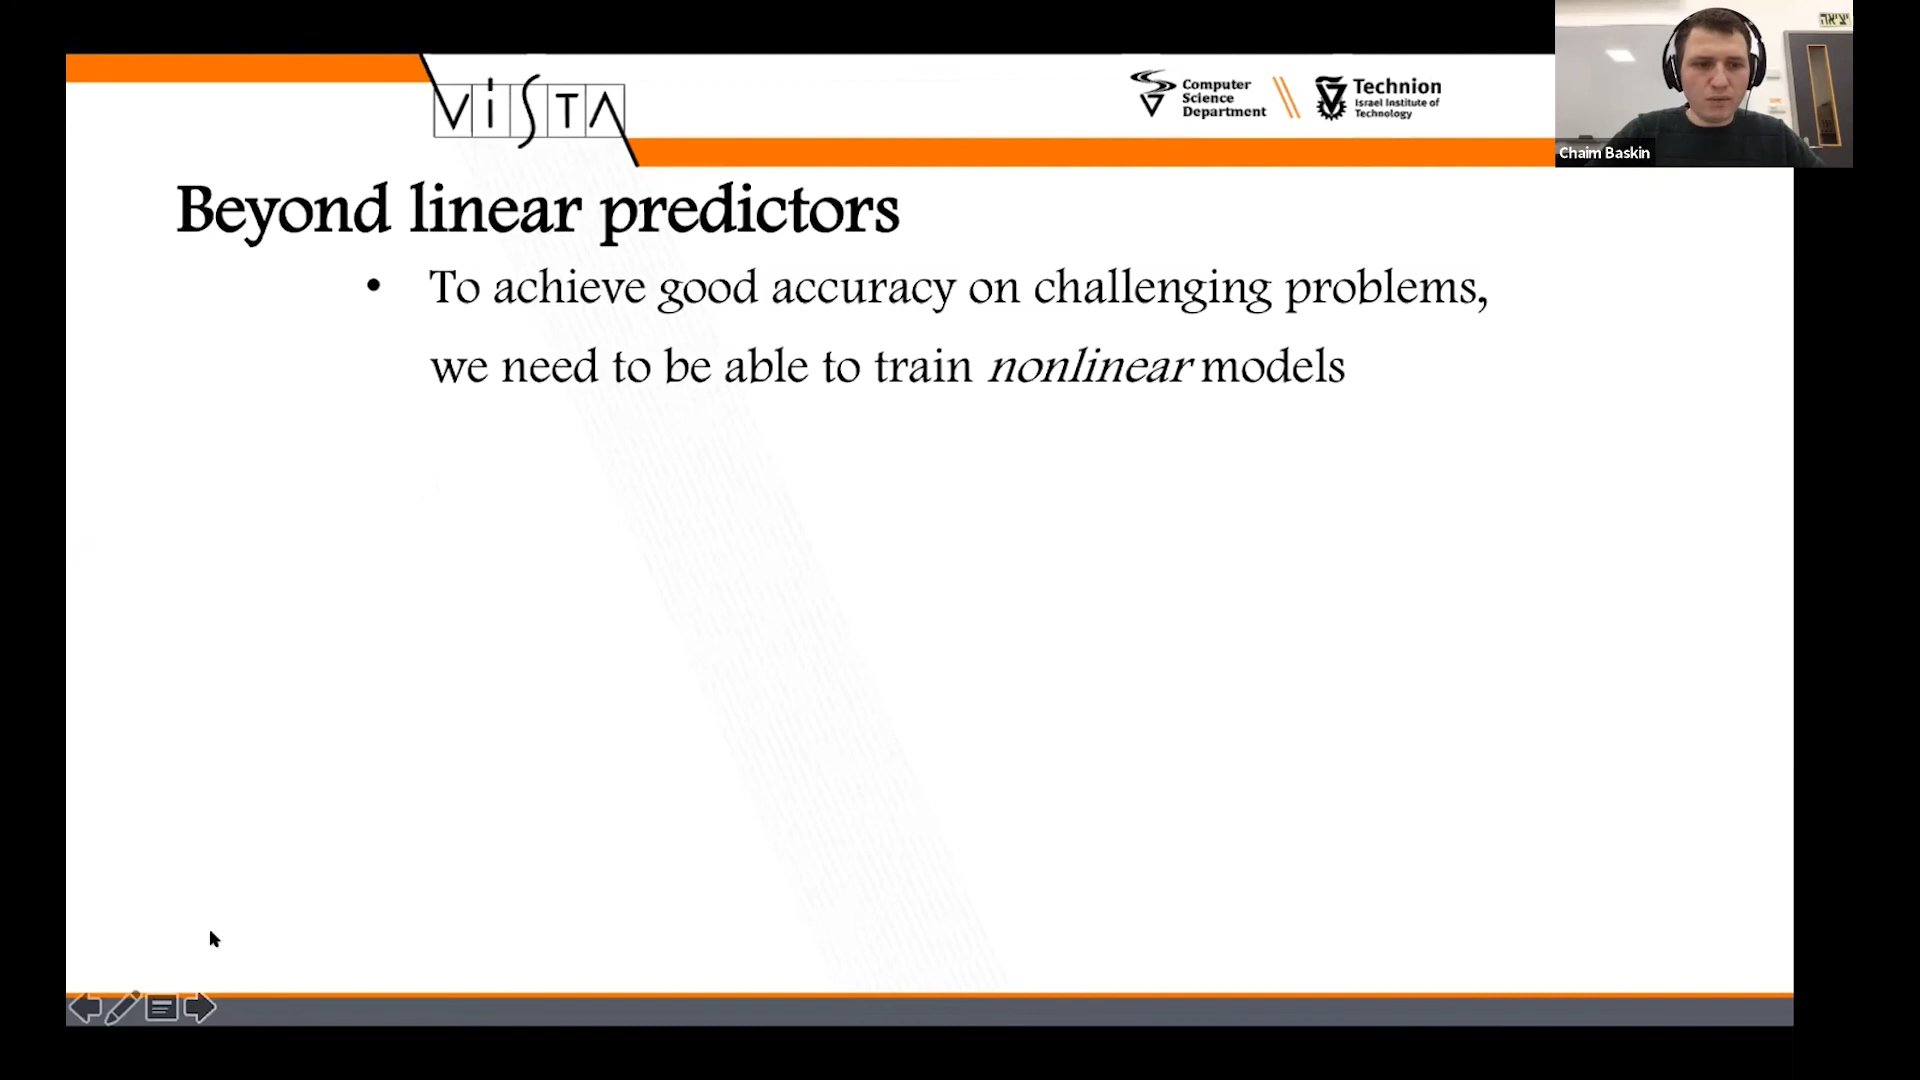 VISTA
Computer
Science
Department
Technion
Israel Institute of
Technology
יציאה
Chaim Baskin
Beyond linear predictors
• To achieve good accuracy on challenging problems,
we need to be able to train nonlinear models